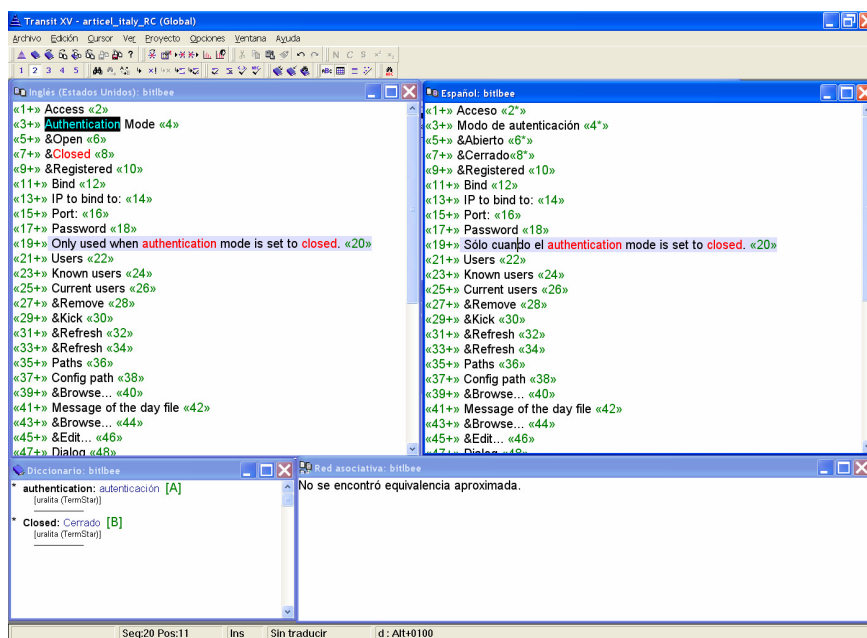 Transit XV - articel_italy_RC (Global)
Archivo Edición Cursor Ver Proyecto Opciones Ventana Ayuda
N C S x² x₂
1 2 3 4 5
Inglés (Estados Unidos): bitlbee
«1+» Access «2»
«3+» Authentication Mode «4»
«5+» &Open «6»
«7+» &Closed «8»
«9+» &Registered «10»
«11+» Bind «12»
«13+» IP to bind to: «14»
«15+» Port: «16»
«17+» Password «18»
«19+» Only used when authentication mode is set to closed. «20»
«21+» Users «22»
«23+» Known users «24»
«25+» Current users «26»
«27+» &Remove «28»
«29+» &Kick «30»
«31+» &Refresh «32»
«33+» &Refresh «34»
«35+» Paths «36»
«37+» Config path «38»
«39+» &Browse... «40»
«41+» Message of the day file «42»
«43+» &Browse... «44»
«45+» &Edit... «46»
«47+» Dialog «48»
Español: bitlbee
«1+» Acceso «2*»
«3+» Modo de autenticación «4*»
«5+» &Abierto «6*»
«7+» &Cerrado«8*»
«9+» &Registered «10»
«11+» Bind «12»
«13+» IP to bind to: «14»
«15+» Port: «16»
«17+» Password «18»
«19+» Sólo cuando el authentication mode is set to closed. «20»
«21+» Users «22»
«23+» Known users «24»
«25+» Current users «26»
«27+» &Remove «28»
«29+» &Kick «30»
«31+» &Refresh «32»
«33+» &Refresh «34»
«35+» Paths «36»
«37+» Config path «38»
«39+» &Browse... «40»
«41+» Message of the day file «42»
«43+» &Browse... «44»
«45+» &Edit... «46»
«47+» Dialog «48»
Diccionario: bitlbee
* authentication: autenticación [A]
[uralita (TermStar)]
* Closed: Cerrado [B]
[uralita (TermStar)]
Red asociativa: bitlbee
No se encontró equivalencia aproximada.
Seg:20 Pos:11 Ins Sin traducir d : Alt+0100